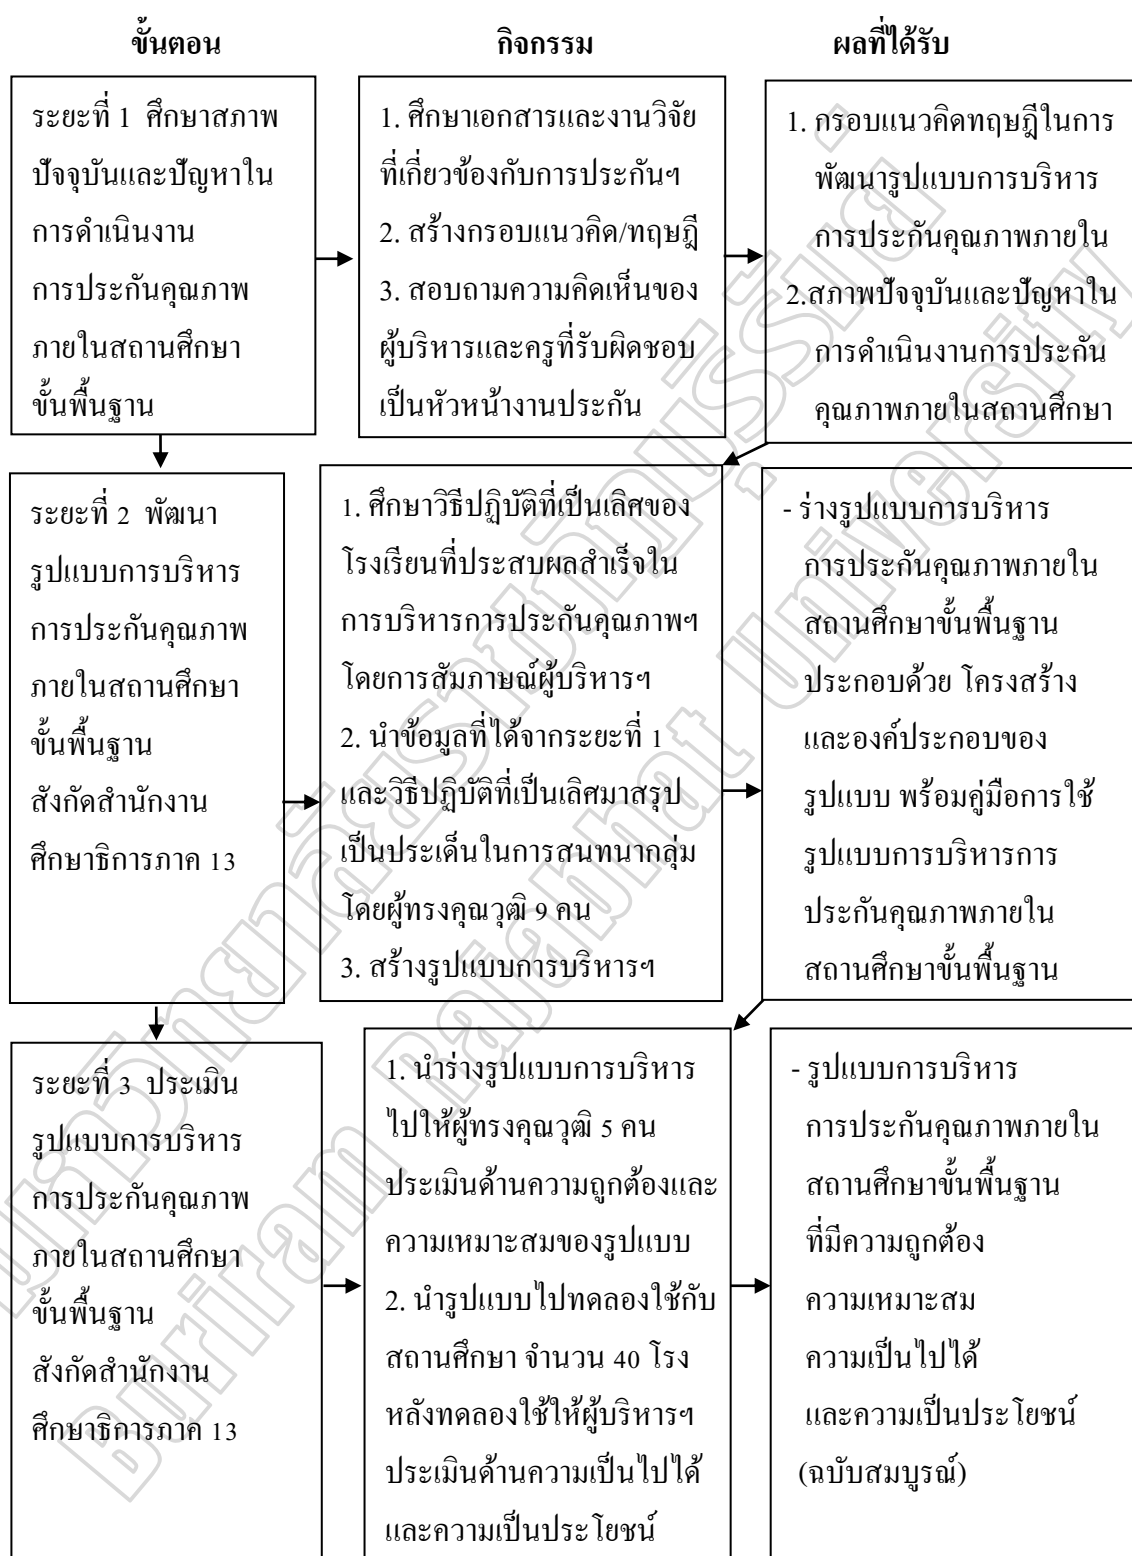 ขั้นตอน
กิจกรรม
ผลที่ได้รับ
ระยะที่ 1 ศึกษาสภาพ
ปัจจุบันและปัญหาใน
การดำเนินงาน
การประกันคุณภาพ
ภายในสถานศึกษา
ขั้นพื้นฐาน
1. ศึกษาเอกสารและงานวิจัย
ที่เกี่ยวข้องกับการประกันฯ
2. สร้างกรอบแนวคิด/ทฤษฎี
3. สอบถามความคิดเห็นของ
ผู้บริหารและครูที่รับผิดชอบ
เป็นหัวหน้างานประกัน
1. กรอบแนวคิดทฤษฎีในการ
พัฒนารูปแบบการบริหาร
การประกันคุณภาพภายใน
2.สภาพปัจจุบันและปัญหาใน
การดำเนินงานการประกัน
คุณภาพภายในสถานศึกษา
ระยะที่ 2 พัฒนา
รูปแบบการบริหาร
การประกันคุณภาพ
ภายในสถานศึกษา
ขั้นพื้นฐาน
สังกัดสำนักงาน
ศึกษาธิการภาค 13
1. ศึกษาวิธีปฏิบัติที่เป็นเลิศของ
โรงเรียนที่ประสบผลสำเร็จใน
การบริหารการประกันคุณภาพฯ
โดยการสัมภาษณ์ผู้บริหารฯ
2. นำข้อมูลที่ได้จากระยะที่ 1
และวิธีปฏิบัติที่เป็นเลิศมาสรุป
เป็นประเด็นในการสนทนากลุ่ม
โดยผู้ทรงคุณวุฒิ 9 คน
3. สร้างรูปแบบการบริหารฯ
- ร่างรูปแบบการบริหาร
การประกันคุณภาพภายใน
สถานศึกษาขั้นพื้นฐาน
ประกอบด้วย โครงสร้าง
และองค์ประกอบของ
รูปแบบ พร้อมคู่มือการใช้
รูปแบบการบริหารการ
ประกันคุณภาพภายใน
สถานศึกษาขั้นพื้นฐาน
ระยะที่ 3 ประเมิน
รูปแบบการบริหาร
การประกันคุณภาพ
ภายในสถานศึกษา
ขั้นพื้นฐาน
สังกัดสำนักงาน
ศึกษาธิการภาค 13
1. นำร่างรูปแบบการบริหาร
ไปให้ผู้ทรงคุณวุฒิ 5 คน
ประเมินด้านความถูกต้องและ
ความเหมาะสมของรูปแบบ
2. นำรูปแบบไปทดลองใช้กับ
สถานศึกษา จำนวน 40 โรง
หลังทดลองใช้ให้ผู้บริหารฯ
ประเมินด้านความเป็นไปได้
และความเป็นประโยชน์
- รูปแบบการบริหาร
การประกันคุณภาพภายใน
สถานศึกษาขั้นพื้นฐาน
ที่มีความถูกต้อง
ความเหมาะสม
ความเป็นไปได้
และความเป็นประโยชน์
(ฉบับสมบูรณ์)
มหาวิทยาลัยราชภัฏบุรีรัมย์
Buriram Rajabhat University